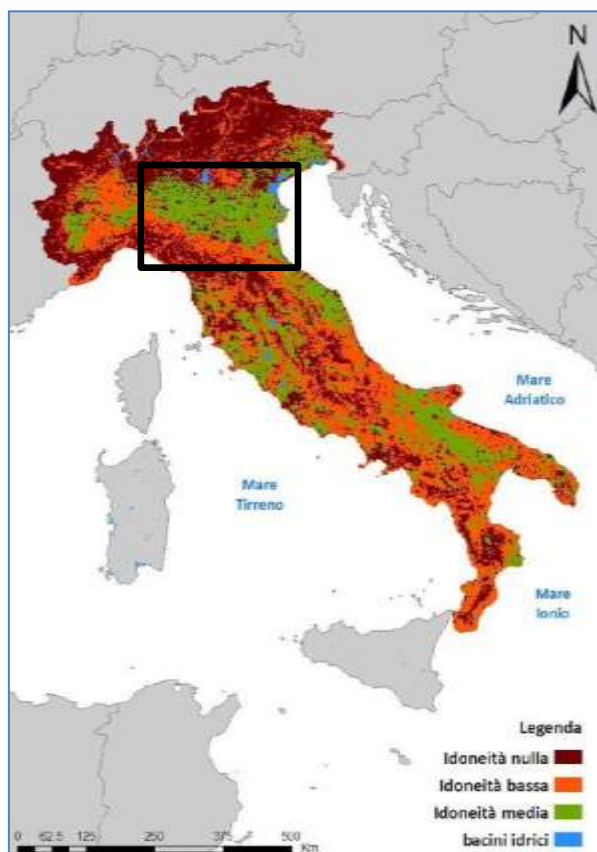 N
Mare
Adriatico
Mare
Tirreno
Mare
Ionio
Legenda
Idoneità nulla
Idoneità bassa
Idoneità media
bacini idrici
0 62.5 125 250 375 500
Km